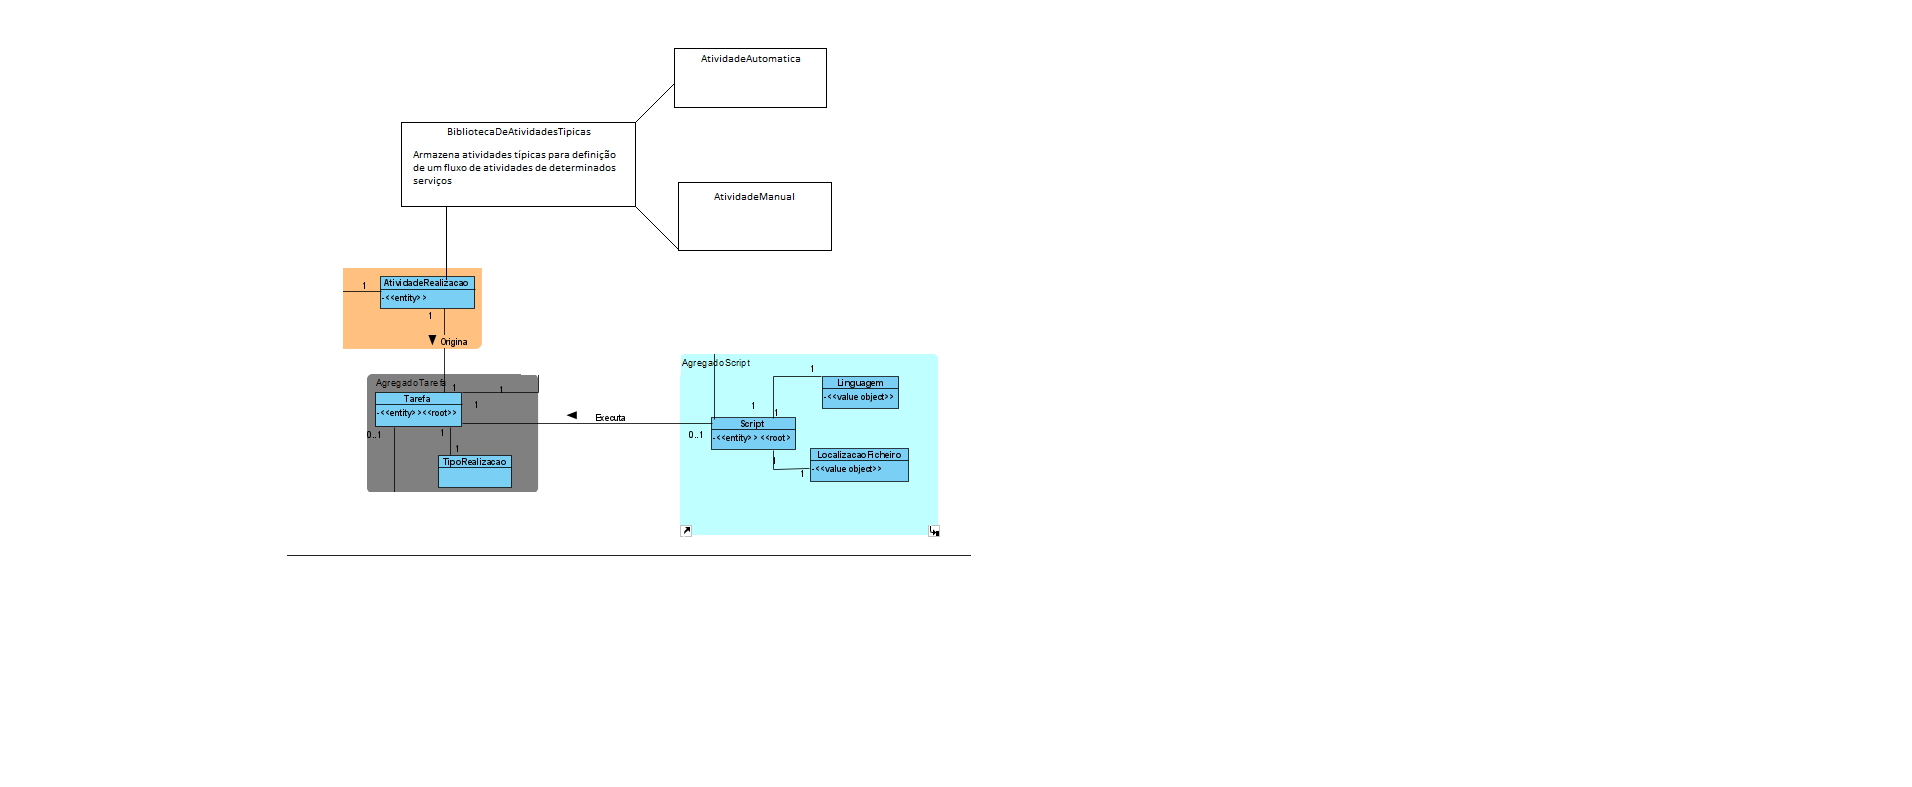 AtividadeAutomatica
BibliotecaDeAtividadesTipicas
Armazena atividades típicas para definição
de um fluxo de atividades de determinados
serviços
AtividadeManual
1
AtividadeRealizacao
-<<entity>>
1
Origina
AgregadoTarefa
1
1
1
Tarefa
-<<entity>><<root>>
0..1
1
1
TipoRealizacao
Executa
AgregadoScript
1
Linguagem
-<<value object>>
1
1
Script
-<<entity>> <<root>
0..1
1
1
LocalizacaoFicheiro
-<<value object>>